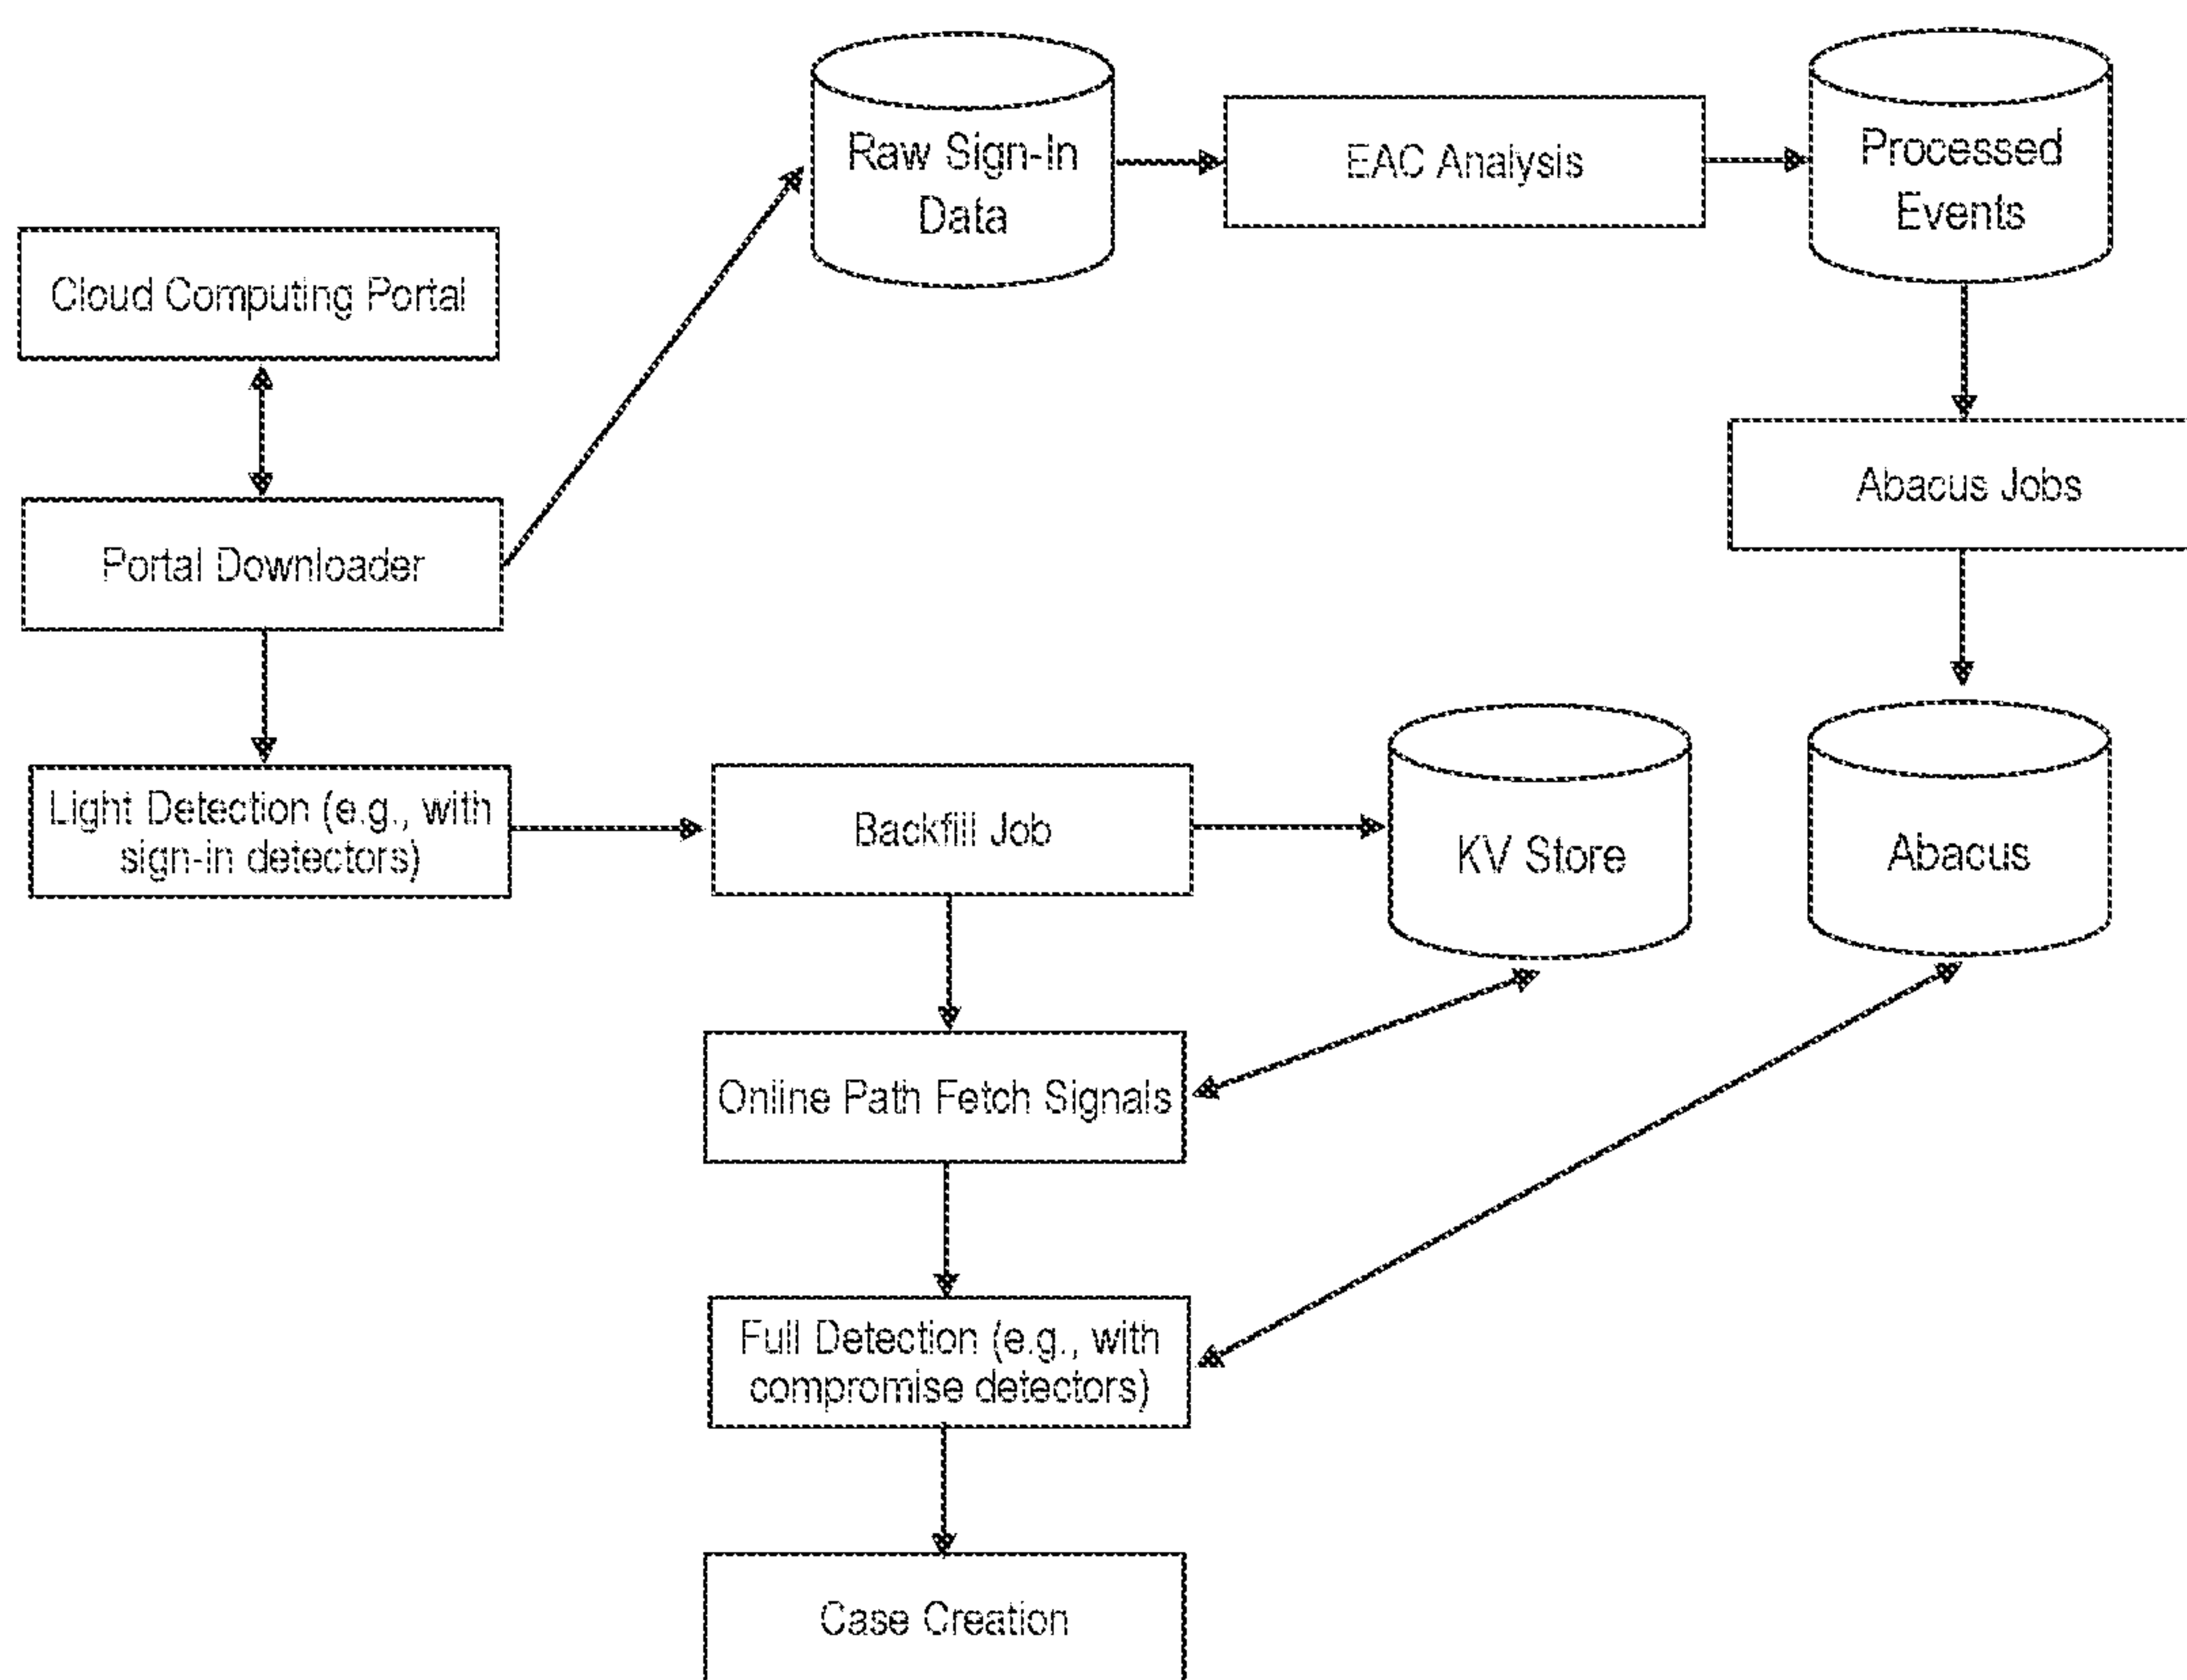 Raw Sign-In
Data
EAC Analysis
Processed
Events
Cloud Computing Portal
Portal Downloader
Abacus Jobs
Light Detection (e.g., with
sign-in detectors)
Backfill Job
KV Store
Abacus
Online Path Fetch Signals
Full Detection (e.g., with
compromise detectors)
Case Creation